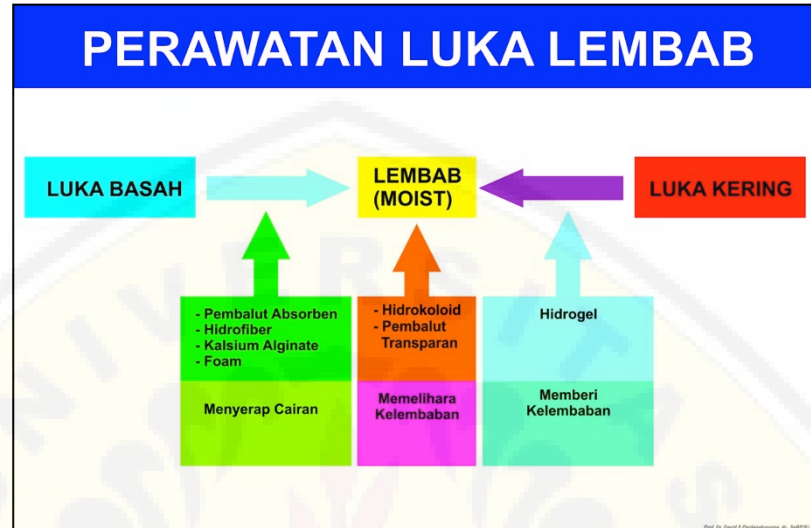 PERAWATAN LUKA LEMBAB
LUKA BASAH
LEMBAB
(MOIST)
LUKA KERING
- Pembalut Absorben
- Hidrofiber
- Kalsium Alginate
- Foam
- Hidrokoloid
- Pembalut
Transparan
Hidrogel
Menyerap Cairan
Memelihara
Kelembaban
Memberi
Kelembaban
UNIVERSITAS